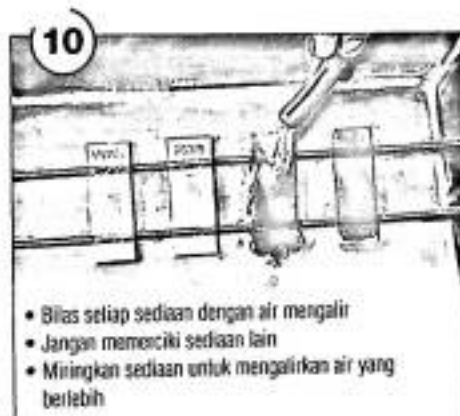 10
• Bilas setiap sediaan dengan air mengalir
• Jangan memerciki sediaan lain
• Miringkan sediaan untuk mengalirkan air yang
berlebih